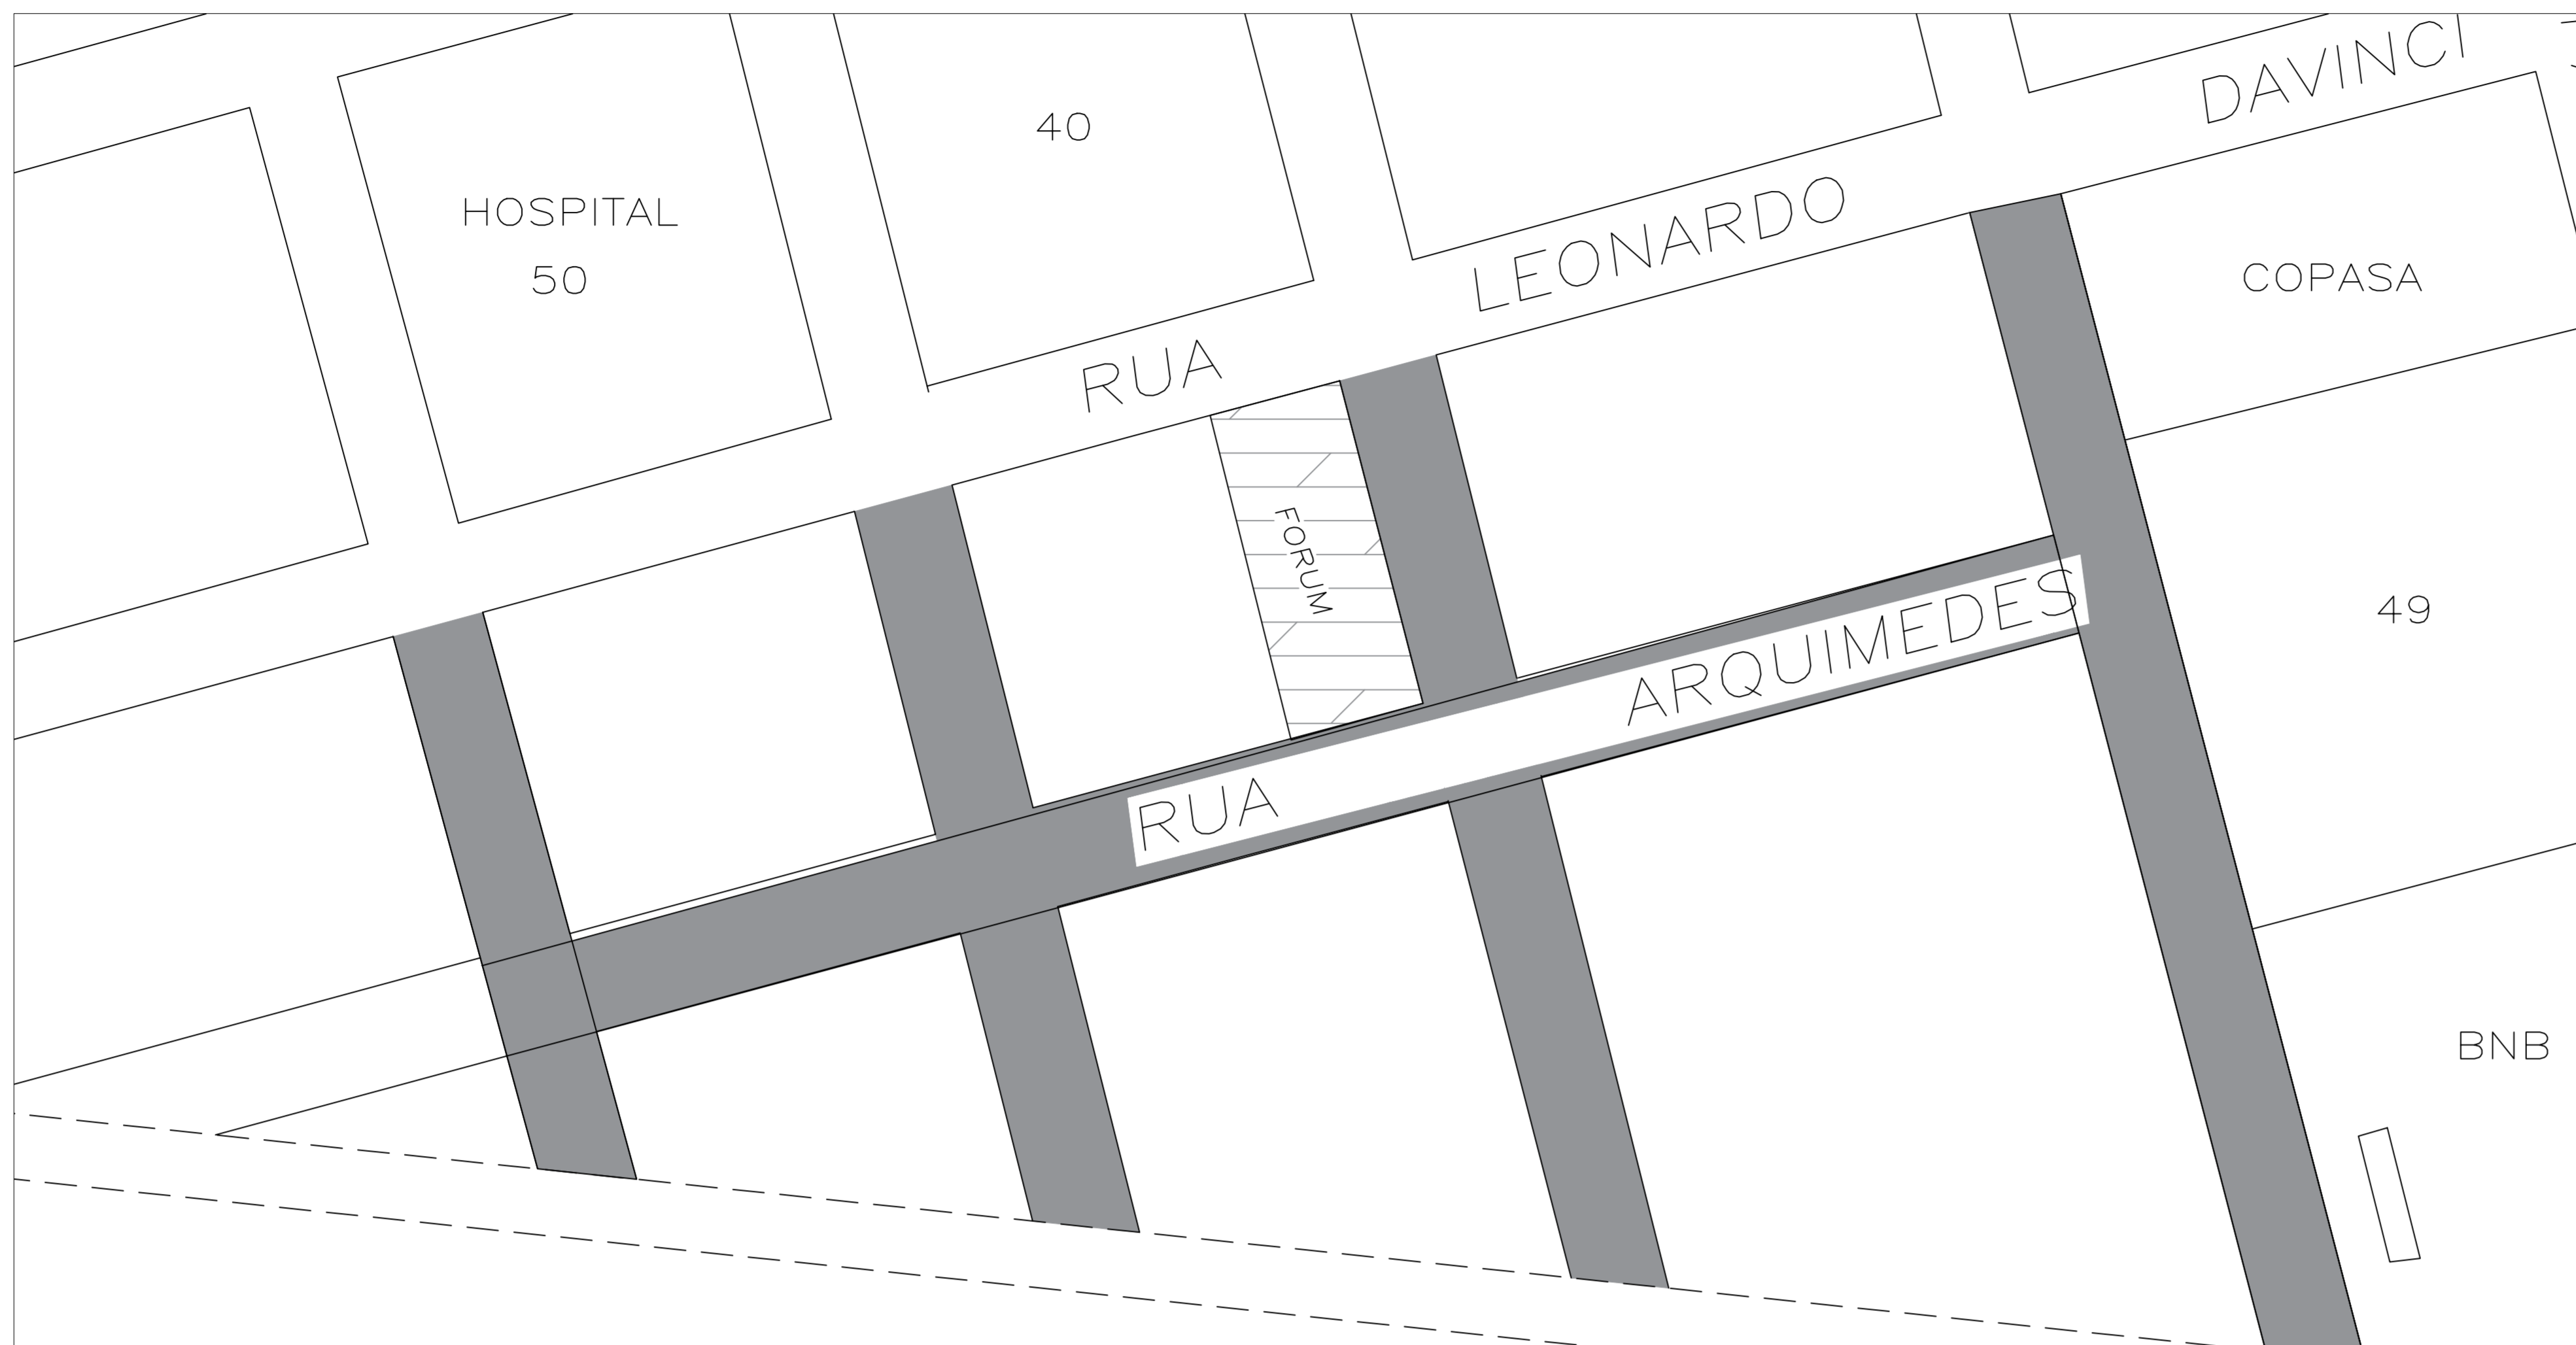 HOSPITAL
50
40
RUA LEONARDO DAVINCI
COPASA
FORUM
49
RUA ARQUIMEDES
BNB